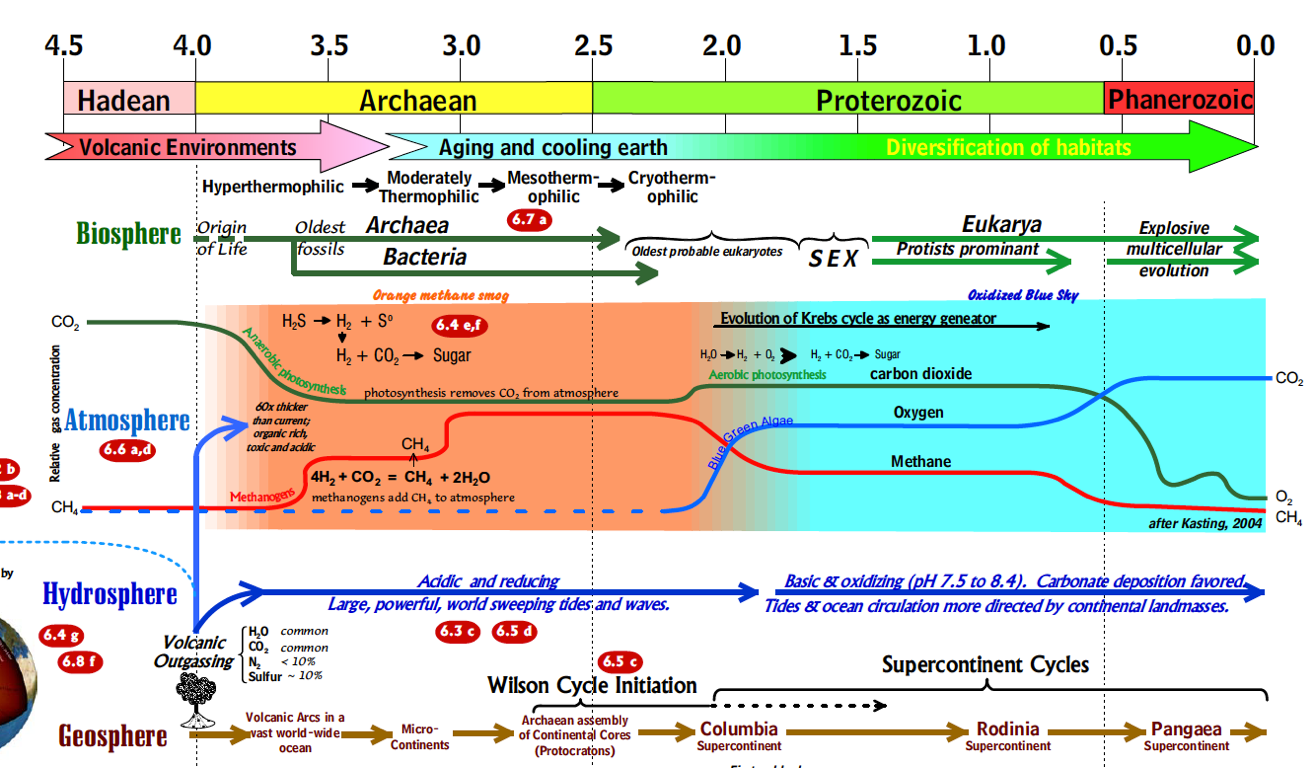 4.5 4.0 3.5 3.0 2.5 2.0 1.5 1.0 0.5 0.0
Hadean Archaean Proterozoic Phanerozoic
Volcanic Environments Aging and cooling earth Diversification of habitats
Hyperthermophilic
Moderately
Thermophilic
Mesotherm-
ophilic
Cryotherm-
ophilic
6.7 a
Biosphere
Origin
of Life
Oldest
fossils
Archaea
Bacteria
Oldest probable eukaryotes
SEX
Eukarya
Protists prominant
Explosive
multicellular
evolution
Orange methane smog
Oxidized Blue Sky
CO₂
H₂S H₂ + S⁰
6.4 e,f
H₂ + CO₂ Sugar
Evolution of Krebs cycle as energy geneator
H₂O H₂ + O₂ H₂ + CO₂ Sugar
Anaerobic photosynthesis
photosynthesis removes CO₂ from atmosphere
Aerobic photosynthesis
carbon dioxide
CO₂
Relative gas concentration
Atmosphere
6.6 a,d
60x thicker
than current;
organic rich,
toxic and acidic
Blue Green Algae
Oxygen
CH₄
Methane
4H₂ + CO₂ = CH₄ + 2H₂O
Methanogens
methanogens add CH₄ to atmosphere
b
a-d
CH₄
O₂
CH₄
after Kasting, 2004
by
Hydrosphere
Acidic and reducing
Large, powerful, world sweeping tides and waves.
Basic & oxidizing (pH 7.5 to 8.4). Carbonate deposition favored.
Tides & ocean circulation more directed by continental landmasses.
6.4 g
6.8 f
6.3 c
6.5 d
Volcanic
Outgassing
H₂O common
CO₂ common
N₂ < 10%
Sulfur ~ 10%
6.5 c
Wilson Cycle Initiation
Supercontinent Cycles
Geosphere
Volcanic Arcs in a
vast world-wide
ocean
Micro-
Continents
Archaean assembly
of Continental Cores
(Protocratons)
Columbia
Supercontinent
Rodinia
Supercontinent
Pangaea
Supercontinent